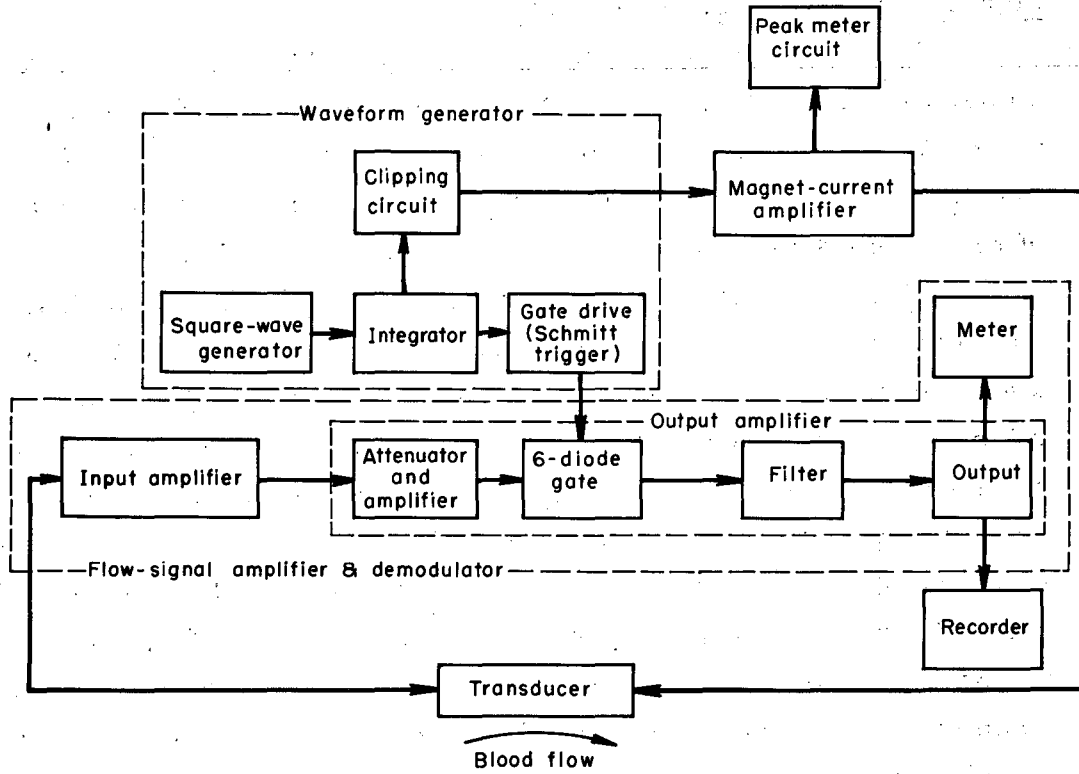 Peak meter
circuit
Waveform generator
Clipping
circuit
Magnet-current
amplifier
Square-wave
generator
Integrator
Gate drive
(Schmitt
trigger)
Meter
Output amplifier
Input amplifier
Attenuator
and
amplifier
6-diode
gate
Filter
Output
Flow-signal amplifier & demodulator
Recorder
Transducer
Blood flow